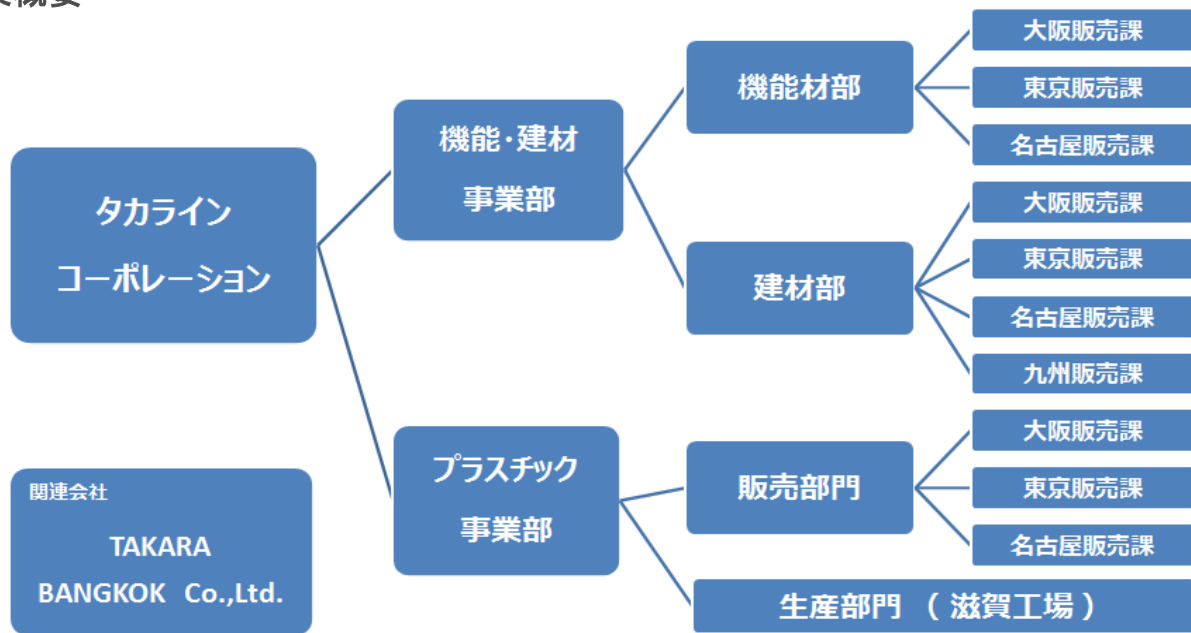 概要
タカライン
コーポレーション
機能・建材
事業部
機能材部
大阪販売課
東京販売課
名古屋販売課
建材部
大阪販売課
東京販売課
名古屋販売課
九州販売課
プラスチック
事業部
販売部門
大阪販売課
東京販売課
名古屋販売課
生産部門 （ 滋賀工場 ）
関連会社
TAKARA
BANGKOK Co.,Ltd.